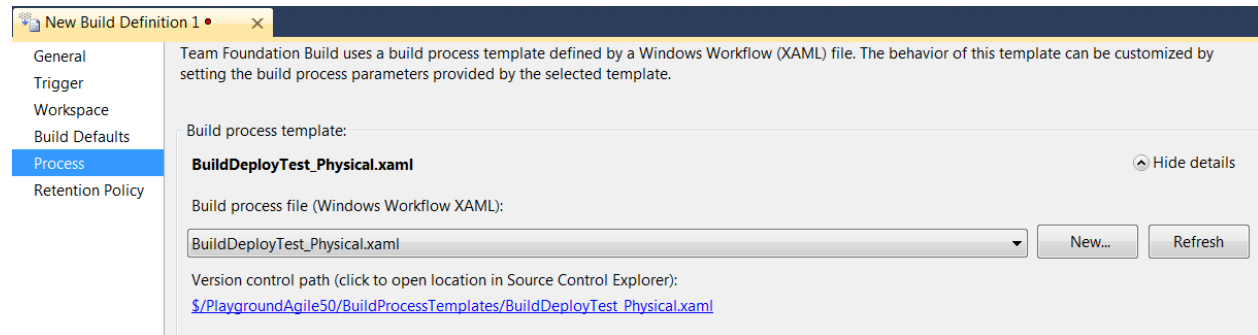 New Build Definition 1
General
Trigger
Workspace
Build Defaults
Process
Retention Policy
Team Foundation Build uses a build process template defined by a Windows Workflow (XAML) file. The behavior of this template can be customized by
setting the build process parameters provided by the selected template.
Build process template:
BuildDeployTest_Physical.xaml
Hide details
Build process file (Windows Workflow XAML):
BuildDeployTest_Physical.xaml
New...
Refresh
Version control path (click to open location in Source Control Explorer):
$/PlaygroundAgile50/BuildProcessTemplates/BuildDeployTest_Physical.xaml